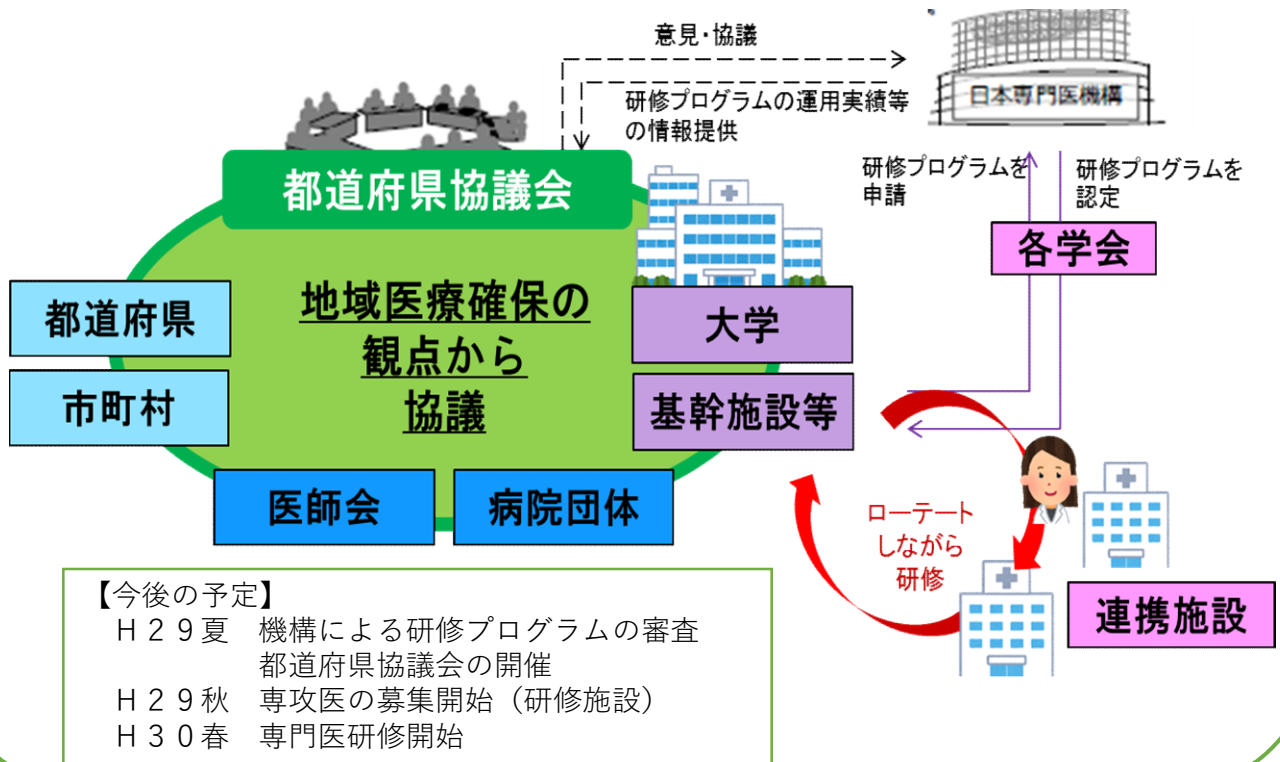 意見・協議
研修プログラムの運用実績等
の情報提供
日本専門医機構
研修プログラムを
申請
研修プログラムを
認定
各学会
都道府県協議会
地域医療確保の
観点から
協議
都道府県
市町村
大学
基幹施設等
医師会
病院団体
ローテート
しながら
研修
連携施設
【今後の予定】
H29夏 機構による研修プログラムの審査
都道府県協議会の開催
H29秋 専攻医の募集開始（研修施設）
H30春 専門医研修開始